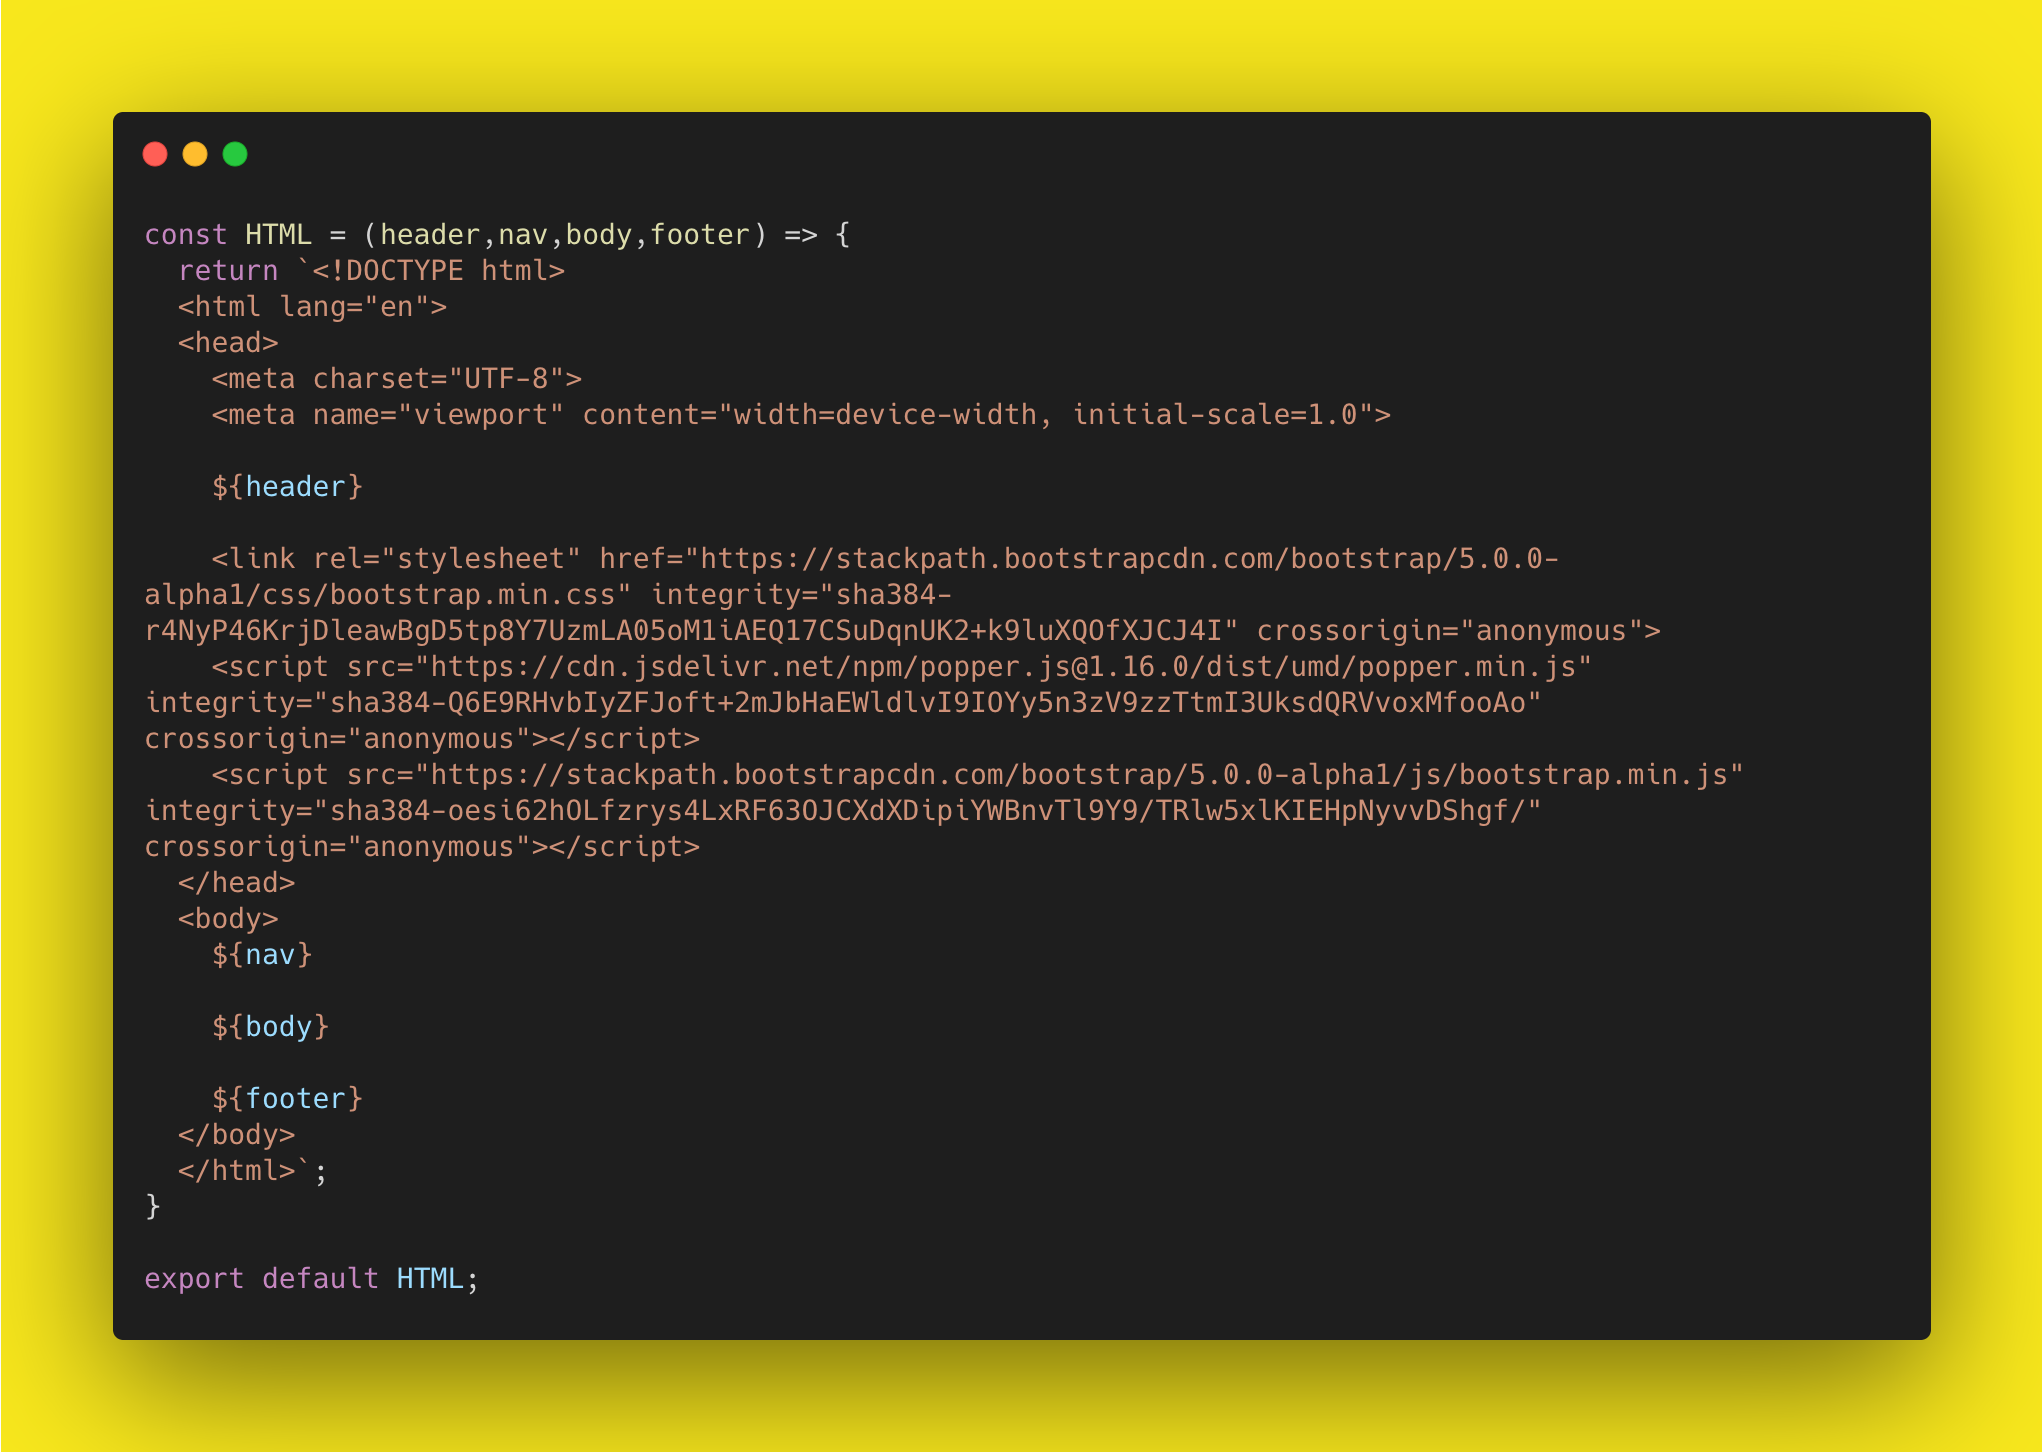 const HTML = (header,nav,body,footer) => {
  return `<!DOCTYPE html>
  <html lang="en">
  <head>
    <meta charset="UTF-8">
    <meta name="viewport" content="width=device-width, initial-scale=1.0">

    ${header}

    <link rel="stylesheet" href="https://stackpath.bootstrapcdn.com/bootstrap/5.0.0-
alpha1/css/bootstrap.min.css" integrity="sha384-
r4NyP46KrjDleawBgD5tp8Y7UzmLA05oM1iAEQ17CSuDqnUK2+k9luXQOfXJCJ4I" crossorigin="anonymous">
    <script src="https://cdn.jsdelivr.net/npm/popper.js@1.16.0/dist/umd/popper.min.js"
integrity="sha384-Q6E9RHvbIyZFJoft+2mJbHaEWldlvI9IOYy5n3zV9zzTtmI3UksdQRVvoxMfooAo"
crossorigin="anonymous"></script>
    <script src="https://stackpath.bootstrapcdn.com/bootstrap/5.0.0-alpha1/js/bootstrap.min.js"
integrity="sha384-oesi62hOLfzrys4LxRF63OJCXdXDipiYWBnvTl9Y9/TRlw5xlKIEHpNyvvDShgf/"
crossorigin="anonymous"></script>
  </head>
  <body>
    ${nav}

    ${body}

    ${footer}
  </body>
  </html>`;
}

export default HTML;